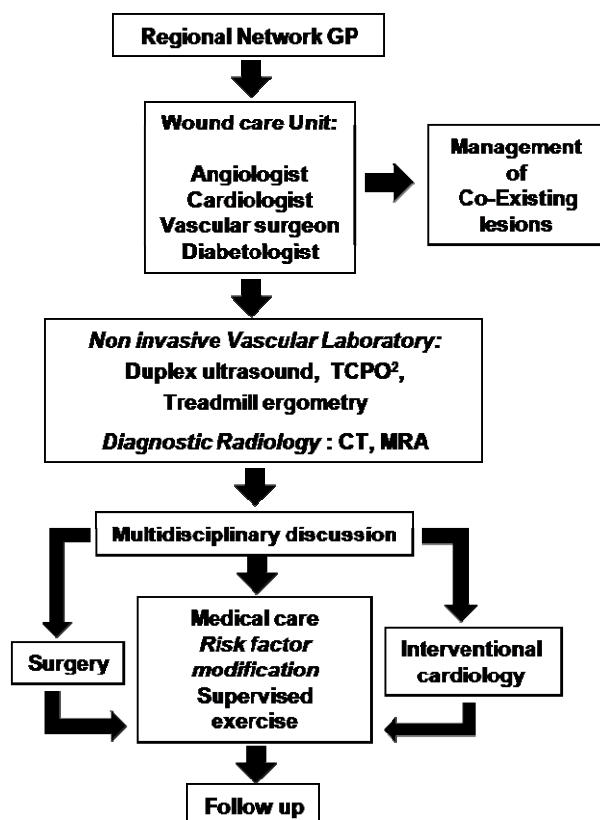 Regional Network GP
Wound care Unit:
Angiologist
Cardiologist
Vascular surgeon
Diabetologist
Management
of
Co-Existing
lesions
Non invasive Vascular Laboratory:
Duplex ultrasound, TCPO²,
Treadmill ergometry
Diagnostic Radiology : CT, MRA
Multidisciplinary discussion
Surgery
Medical care
Risk factor
modification
Supervised
exercise
Interventional
cardiology
Follow up